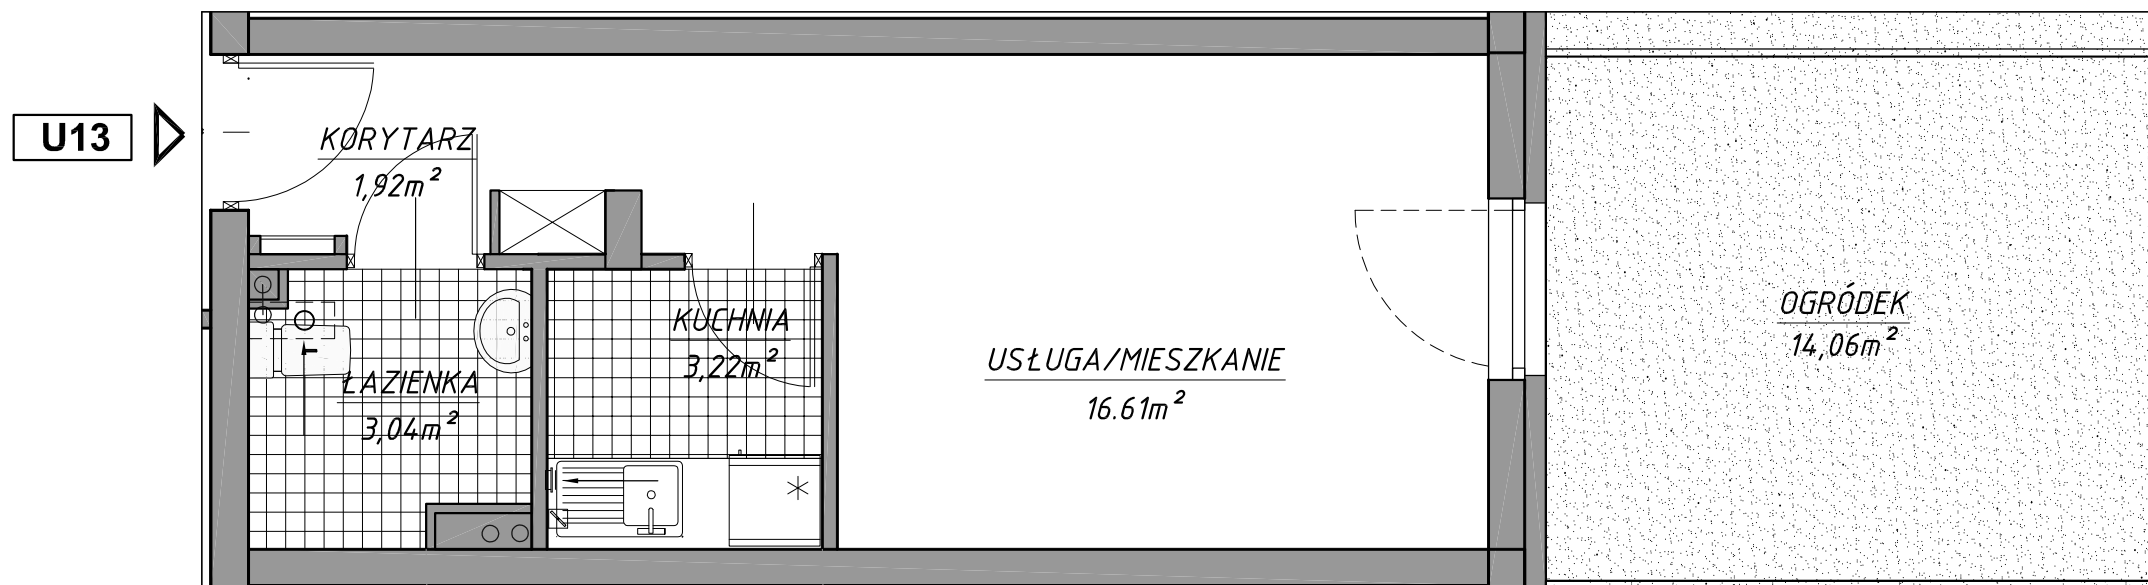 U13
KORYTARZ
1,92m²
ŁAZIENKA
3,04m²
KUCHNIA
3,22m²
USŁUGA/MIESZKANIE
16.61m²
OGRÓDEK
14,06m²